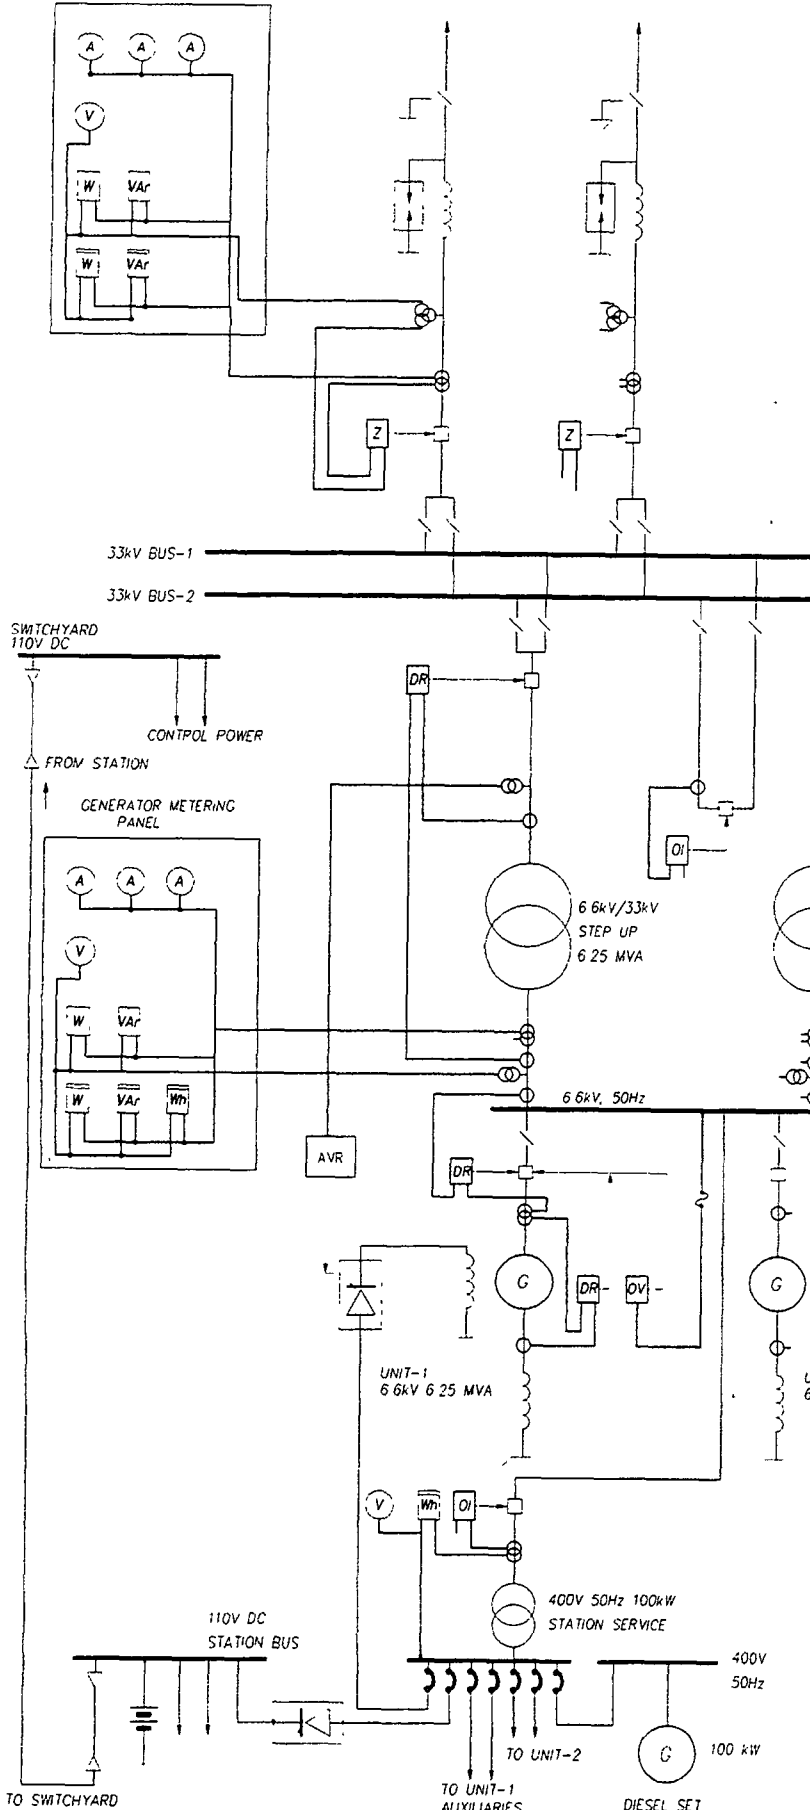 A A A
V
W VAr
W VAr
Z
Z
33kV BUS-1
33kV BUS-2
SWITCHYARD
110V DC
DR
CONTROL POWER
FROM STATION
GENERATOR METERING
PANEL
OI
A A A
6 6kV/33kV
STEP UP
6 25 MVA
V
W VAr
W VAr Wh
6.6kV, 50Hz
AVR
DR
G
DR
OV
G
UNIT-1
6 6kV 6 25 MVA
V
Wh
OI
400V 50Hz 100kW
STATION SERVICE
110V DC
STATION BUS
400V
50Hz
TO UNIT-2
G
100 kW
TO SWITCHYARD
TO UNIT-1
AUXILIARIES
DIESEL SET